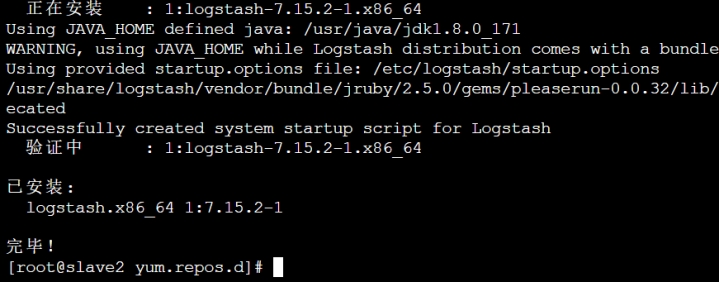 正在安装    : 1:logstash-7.15.2-1.x86_64
Using JAVA_HOME defined java: /usr/java/jdk1.8.0_171
WARNING, using JAVA_HOME while Logstash distribution comes with a bundle
Using provided startup.options file: /etc/logstash/startup.options
/usr/share/logstash/vendor/bundle/jruby/2.5.0/gems/pleaserun-0.0.32/lib/
ecated
Successfully created system startup script for Logstash
验证中      : 1:logstash-7.15.2-1.x86_64
已安装:
logstash.x86_64 1:7.15.2-1
完毕!
[root@slave2 yum.repos.d]#